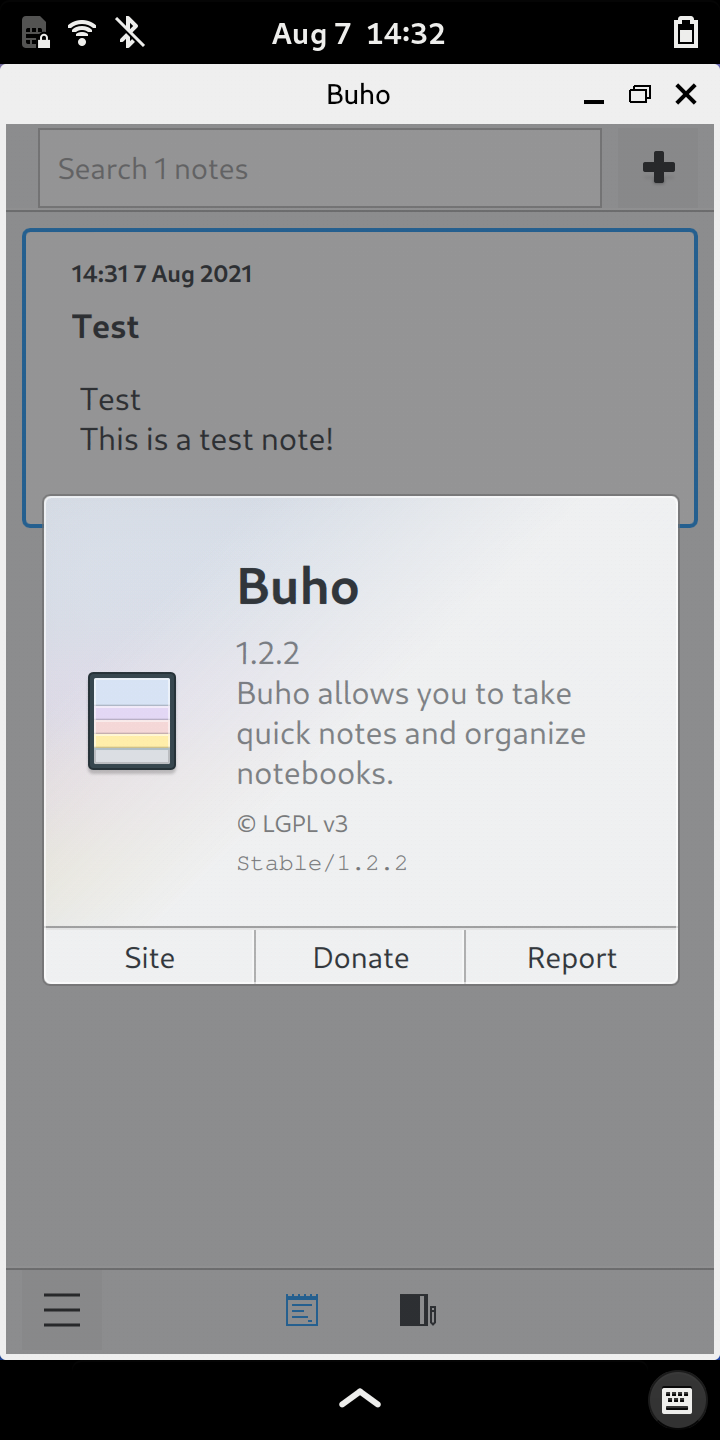 Aug 7 14:32
Buho
Search 1 notes
14:31 7 Aug 2021
Test
Test
This is a test note!
Buho
1.2.2
Buho allows you to take
quick notes and organize
notebooks.
© LGPL v3
Stable/1.2.2
Site Donate Report